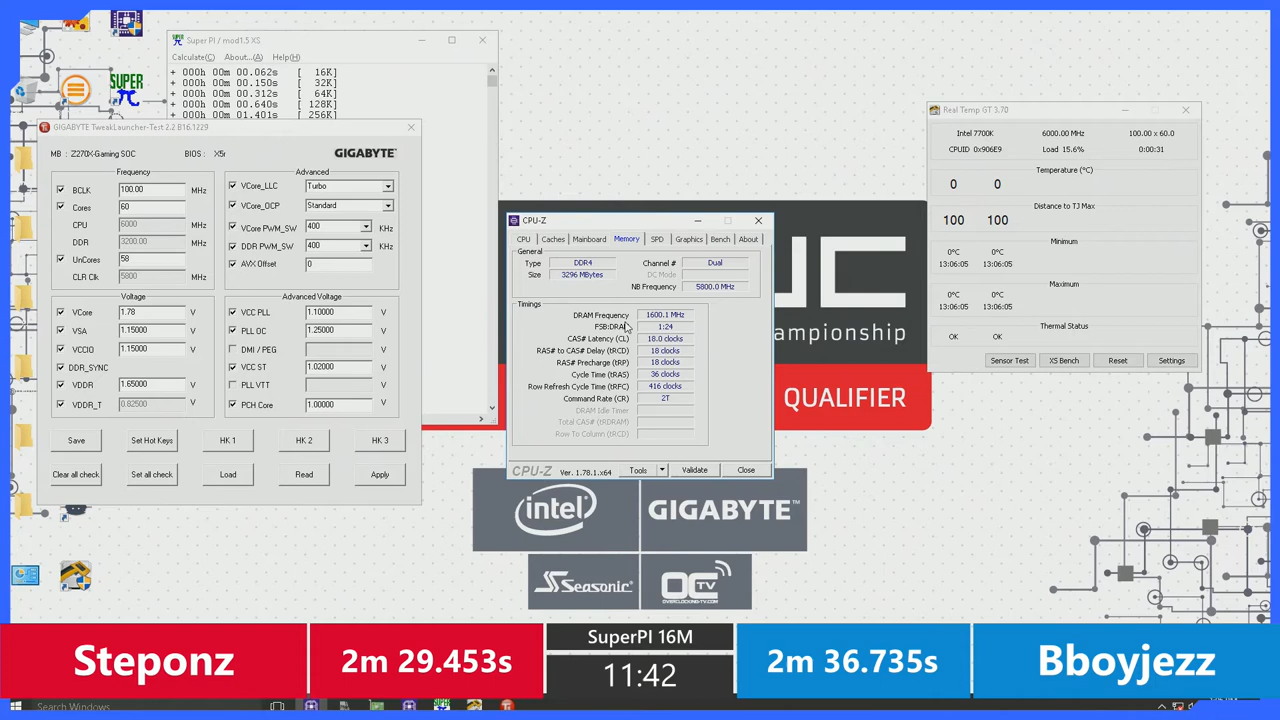 Super PI / mod1.5 XS
Calculate(C) About...(A) Help(H)
+ 000h 00m 00.062s [ 16K]
+ 000h 00m 00.150s [ 32K]
+ 000h 00m 00.312s [ 64K]
+ 000h 00m 00.640s [ 128K]
+ 000h 00m 01.401s [ 256K]
SUPER
π
GIGABYTE TweakLauncher-Test 2.2 B16.1229
MB : Z270X-Gaming SOC BIOS : X5r GIGABYTE™
Frequency
BCLK 100.00 MHz
Cores 60
CPU 6000 MHz
DDR 3200.00 MHz
UnCores 58
CLR Clk 5800 MHz
Advanced
VCore_LLC Turbo
VCore_OCP Standard
VCore PWM_SW 400 KHz
DDR PWM_SW 400 KHz
AVX Offset 0
Voltage
VCore 1.78 V
VSA 1.15000 V
VCCIO 1.15000 V
DDR_SYNC
VDDR 1.65000 V
VDDR_T 0.82500 V
Advanced Voltage
VCC PLL 1.10000 V
PLL OC 1.25000 V
DMI / PEG V
VCC ST 1.02000 V
PLL VTT V
PCH Core 1.00000 V
Save Set Hot Keys HK 1 HK 2 HK 3
Clear all check Set all check Load Read Apply
CPU-Z
CPU Caches Mainboard Memory SPD Graphics Bench About
General
Type DDR4 Channel # Dual
Size 3296 MBytes DC Mode
NB Frequency 5800.0 MHz
Timings
DRAM Frequency 1600.1 MHz
FSB:DRAM 1:24
CAS# Latency (CL) 18.0 clocks
RAS# to CAS# Delay (tRCD) 18 clocks
RAS# Precharge (tRP) 18 clocks
Cycle Time (tRAS) 36 clocks
Row Refresh Cycle Time (tRFC) 416 clocks
Command Rate (CR) 2T
DRAM Idle Timer
Total CAS# (tRDRAM)
Row To Column (tRCD)
CPU-Z Ver. 1.78.1.x64 Tools Validate Close
Real Temp GT 3.70
Intel 7700K 6000.00 MHz 100.00 x 60.0
CPUID 0x906E9 Load 15.6% 0:00:31
Temperature (°C)
0 0
Distance to TJ Max
100 100
Minimum
0°C 0°C
13:06:05 13:06:05
Maximum
0°C 0°C
13:06:05 13:06:05
Thermal Status
OK OK
Sensor Test XS Bench Reset Settings
ampionship
QUALIFIER
intel GIGABYTE™
Seasonic OCTV
OVERCLOCKING-TV.COM
Steponz 2m 29.453s SuperPI 16M 2m 36.735s Bboyjezz
11:42
Search Windows